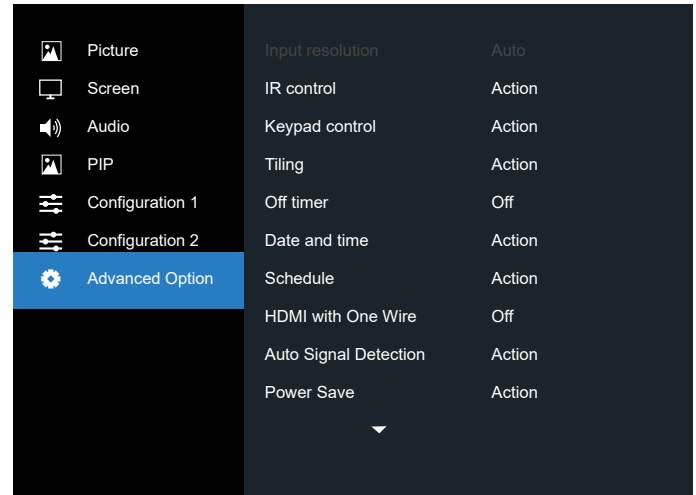 Picture
Screen
Audio
PIP
Configuration 1
Configuration 2
Advanced Option
Input resolution Auto
IR control Action
Keypad control Action
Tiling Action
Off timer Off
Date and time Action
Schedule Action
HDMI with One Wire Off
Auto Signal Detection Action
Power Save Action